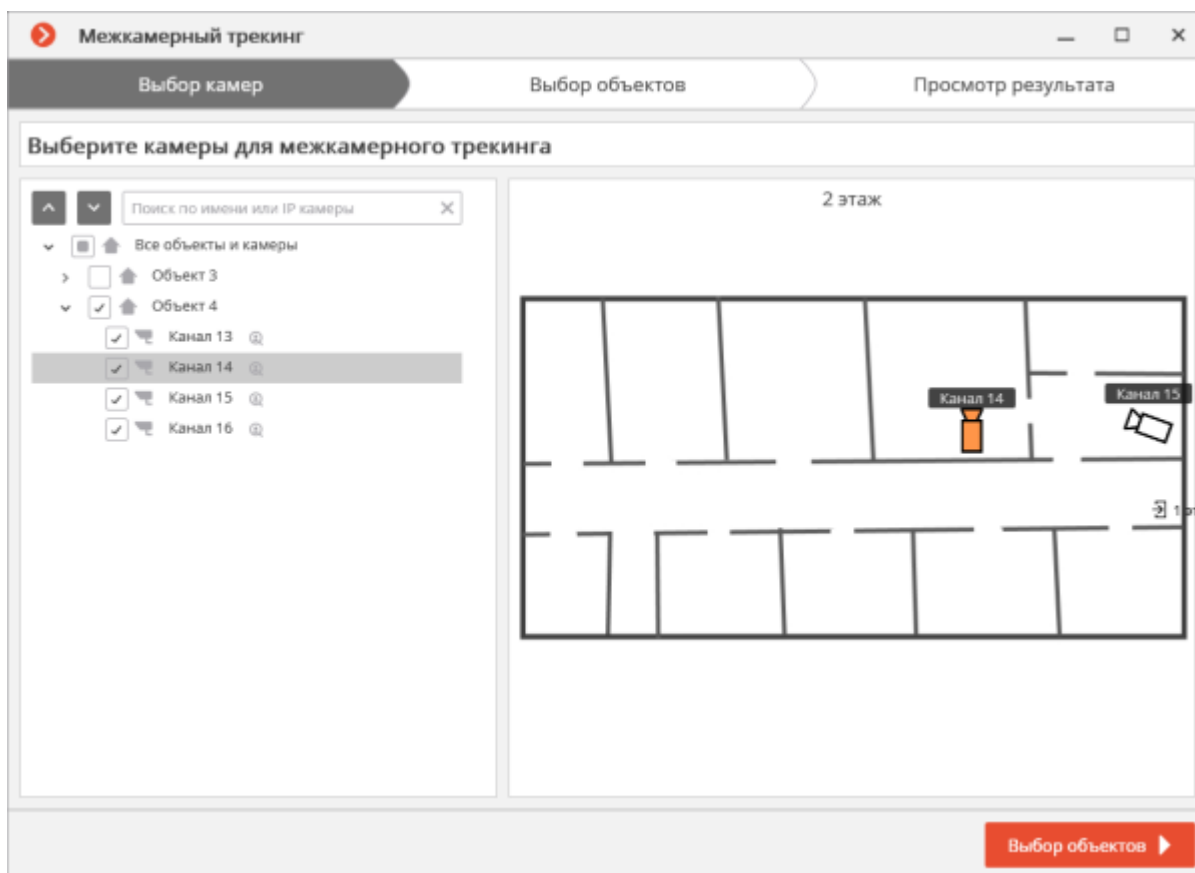 Межкамерный трекинг
Выбор камер
Выбор объектов
Просмотр результата
Выберите камеры для межкамерного трекинга
Поиск по имени или IP камеры
Все объекты и камеры
Объект 3
Объект 4
Канал 13
Канал 14
Канал 15
Канал 16
2 этаж
Канал 14
Канал 15
Выбор объектов